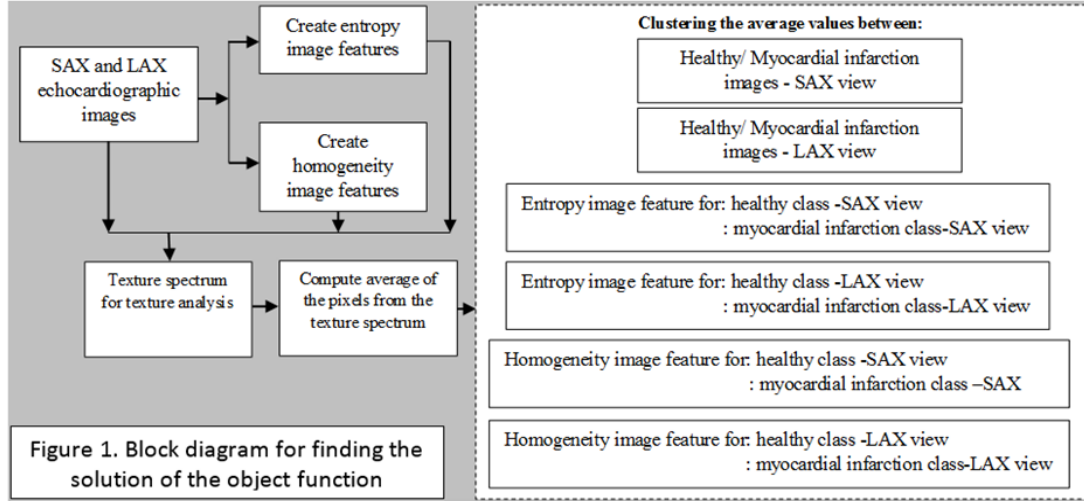 SAX and LAX
echocardiographic
images
Create entropy
image features
Create
homogeneity
image features
Texture spectrum
for texture analysis
Compute average of
the pixels from the
texture spectrum
Figure 1. Block diagram for finding the
solution of the object function
Clustering the average values between:
Healthy/ Myocardial infarction
images - SAX view
Healthy/ Myocardial infarction
images - LAX view
Entropy image feature for: healthy class -SAX view
: myocardial infarction class-SAX view
Entropy image feature for: healthy class -LAX view
: myocardial infarction class-LAX view
Homogeneity image feature for: healthy class -SAX view
: myocardial infarction class –SAX
Homogeneity image feature for: healthy class -LAX view
: myocardial infarction class-LAX view